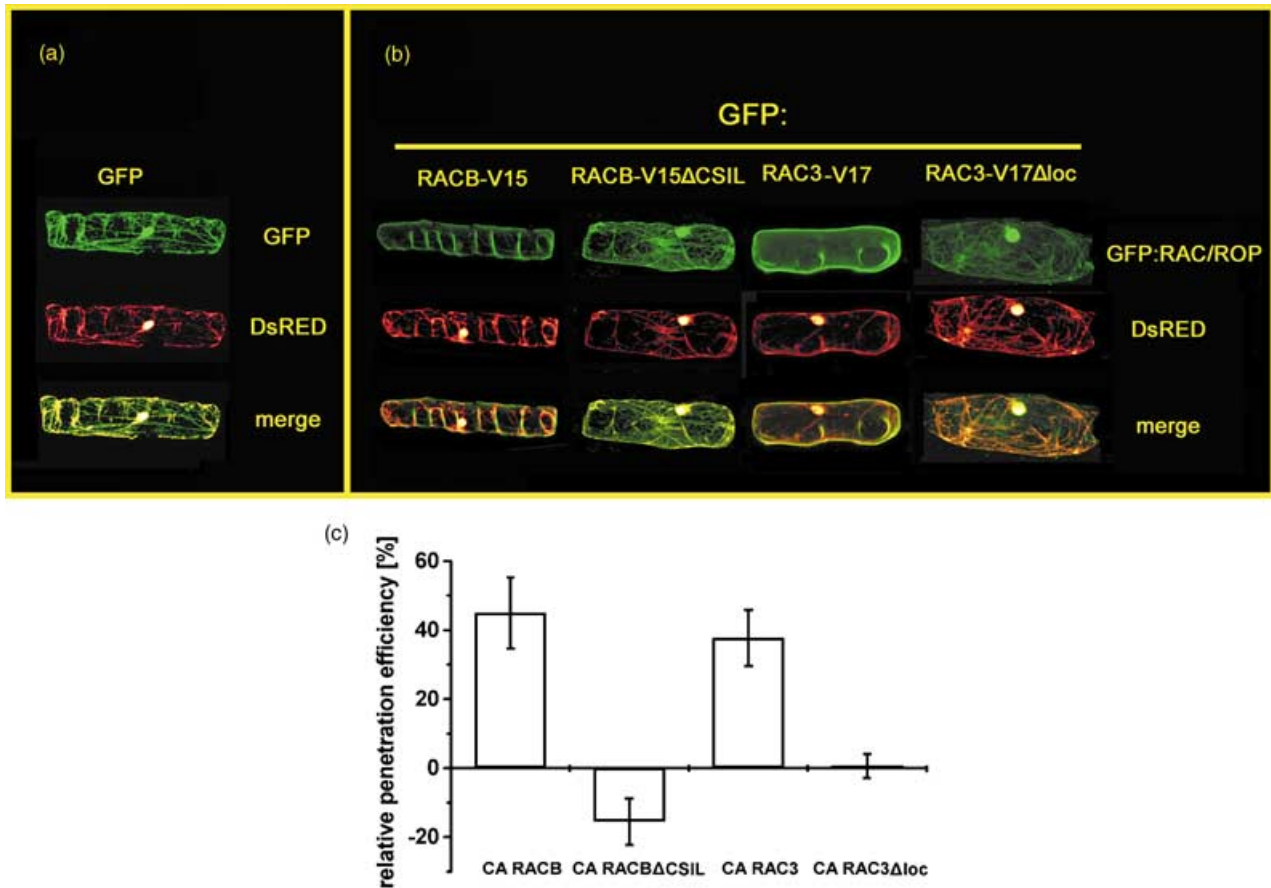 (a)
GFP
GFP
DsRED
merge
(b)
GFP:
RACB-V15 RACB-V15ΔCSIL RAC3-V17 RAC3-V17Δloc
GFP:RAC/ROP
DsRED
merge
(c)
relative penetration efficiency [%]
60
40
20
0
-20
CA RACB CA RACBΔCSIL CA RAC3 CA RAC3Δloc